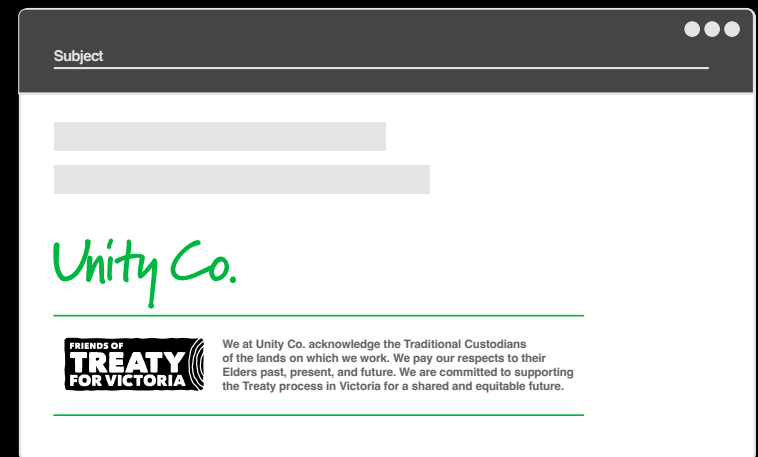 Subject
Unity Co.
FRIENDS OF
TREATY
FOR VICTORIA
We at Unity Co. acknowledge the Traditional Custodians
of the lands on which we work. We pay our respects to their
Elders past, present, and future. We are committed to supporting
the Treaty process in Victoria for a shared and equitable future.